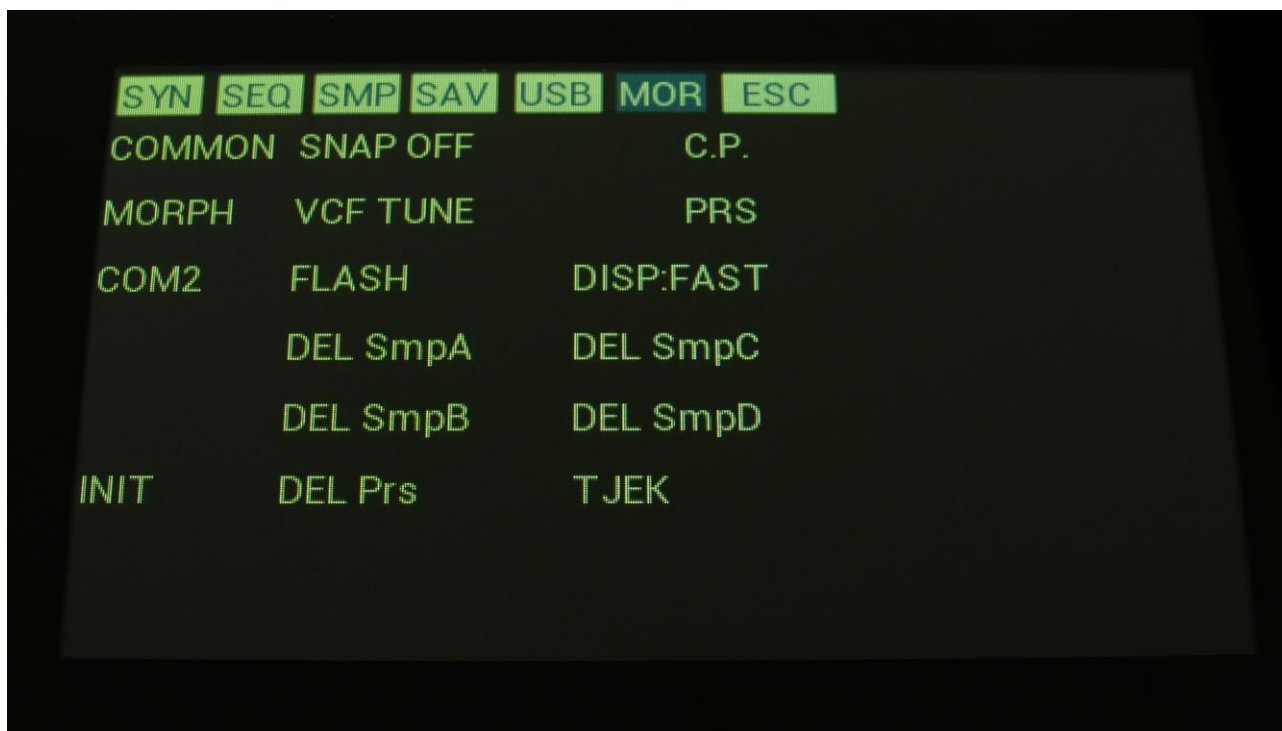 SYN SEQ SMP SAV USB MOR ESC
COMMON SNAP OFF C.P.
MORPH VCF TUNE PRS
COM2 FLASH DISP:FAST
DEL SmpA DEL SmpC
DEL SmpB DEL SmpD
INIT DEL Prs TJEK